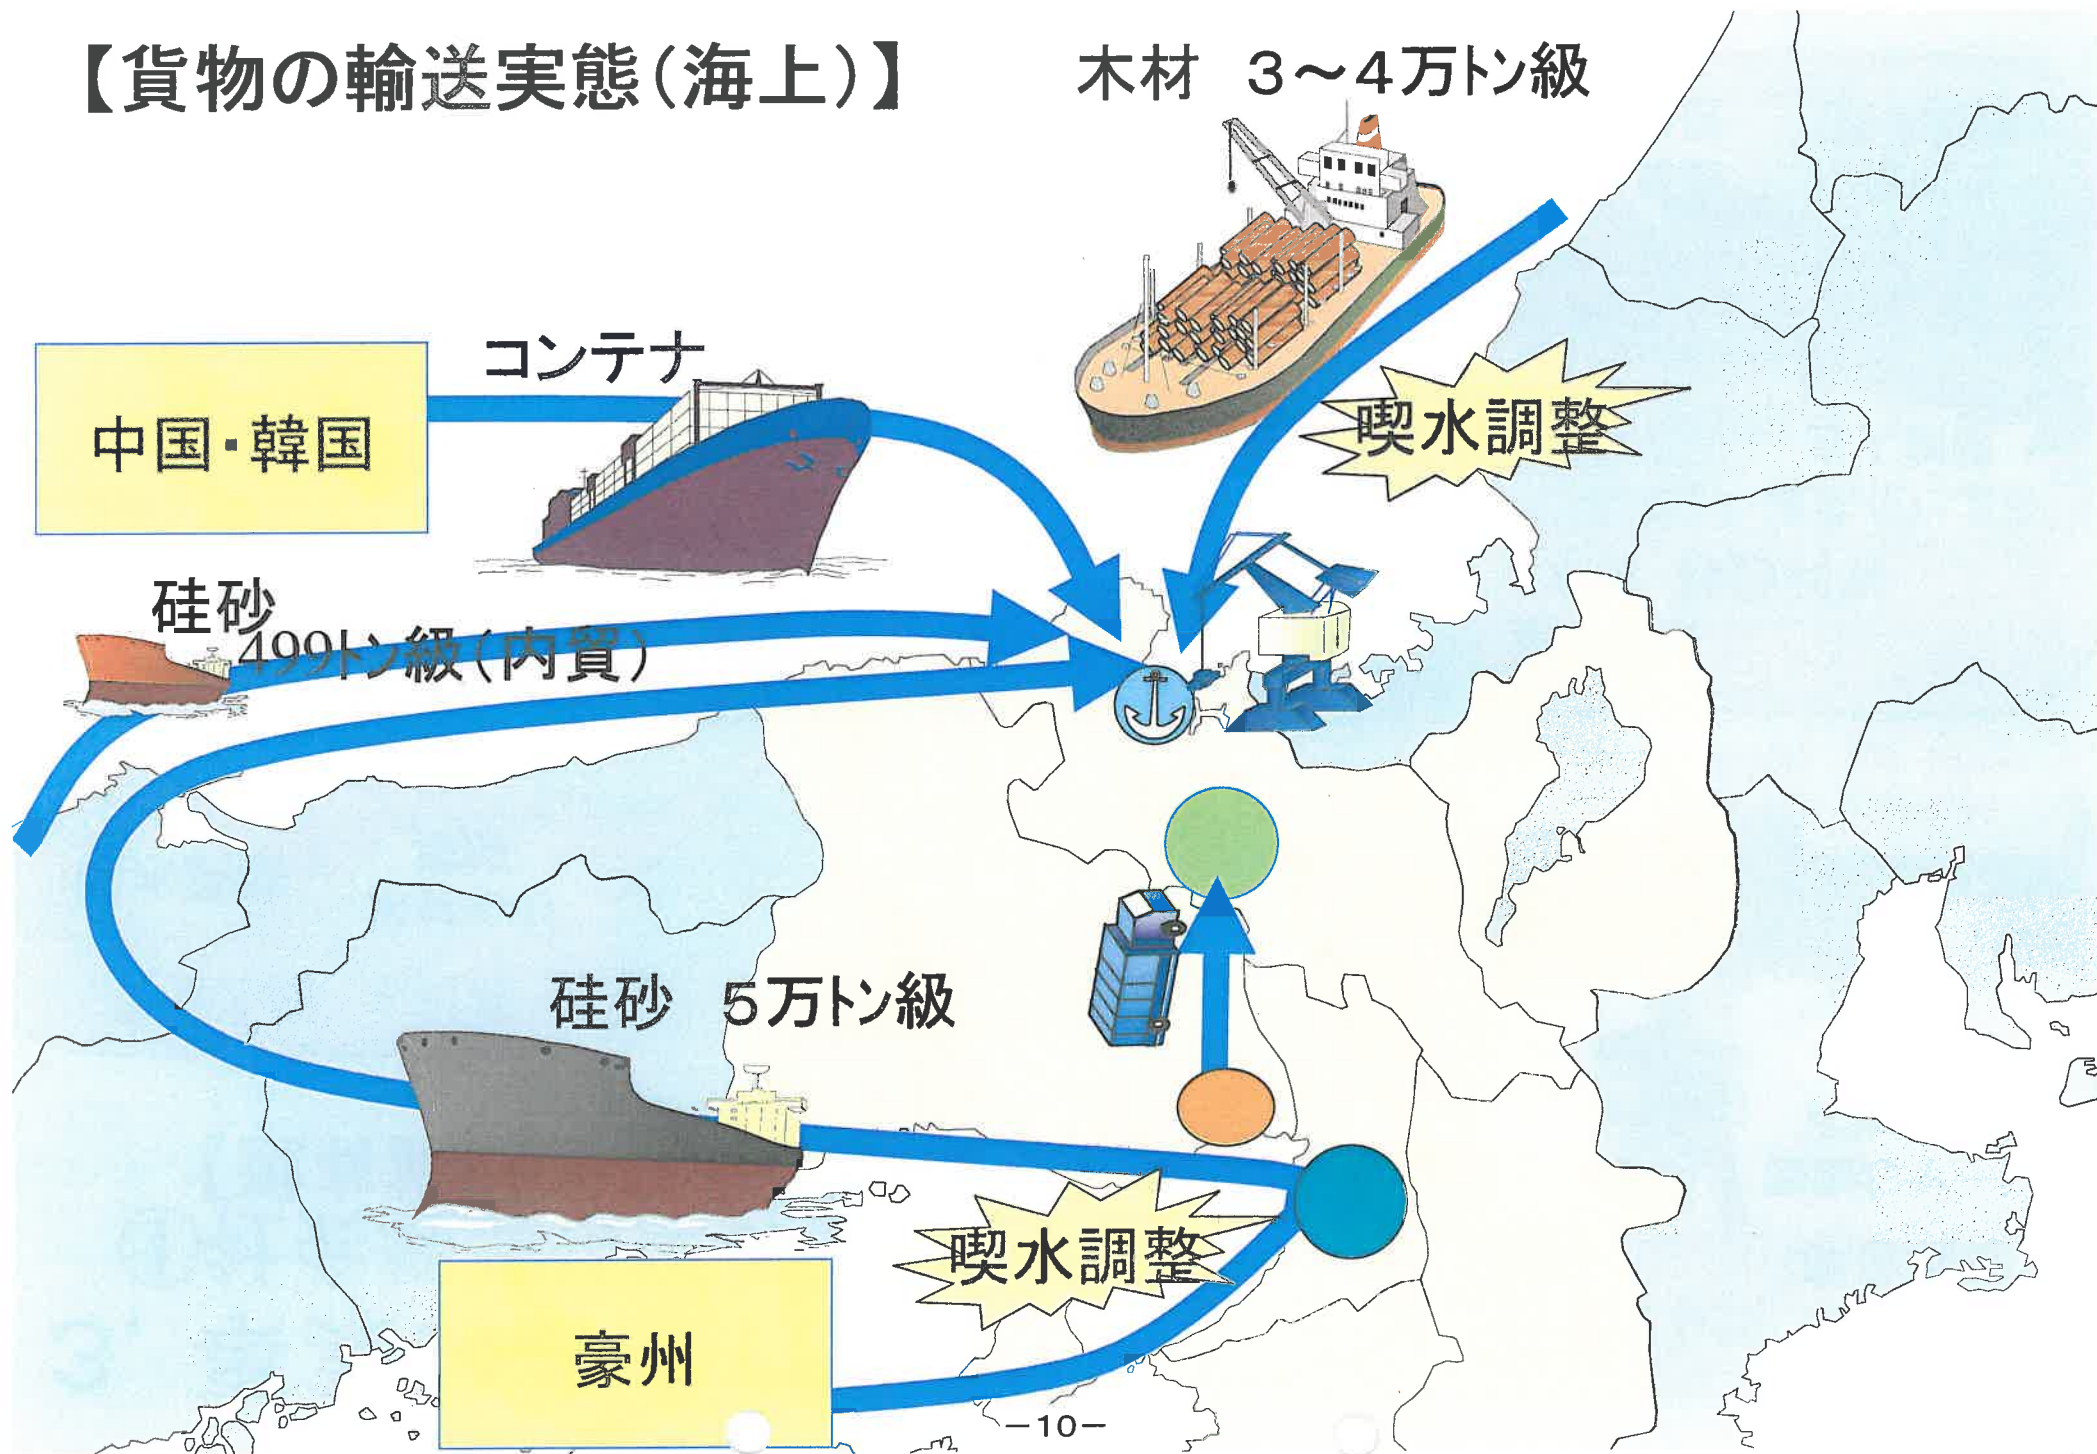 【貨物の輸送実態（海上）】
木材　３～４万トン級
コンテナ
中国・韓国
喫水調整
硅砂
499トン級（内貿）
硅砂　５万トン級
喫水調整
豪州
－10－